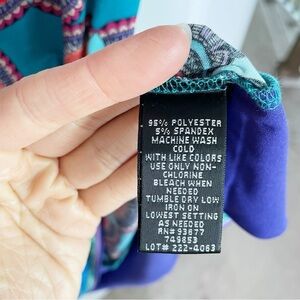 95% POLYESTER
5% SPANDEX
MACHINE WASH
COLD
WITH LIKE COLORS
USE ONLY NON-
CHLORINE
BLEACH WHEN
NEEDED
TUMBLE DRY LOW
IRON ON
LOWEST SETTING
AS NEEDED
RN# 93677
749853
LOT# 222-4063